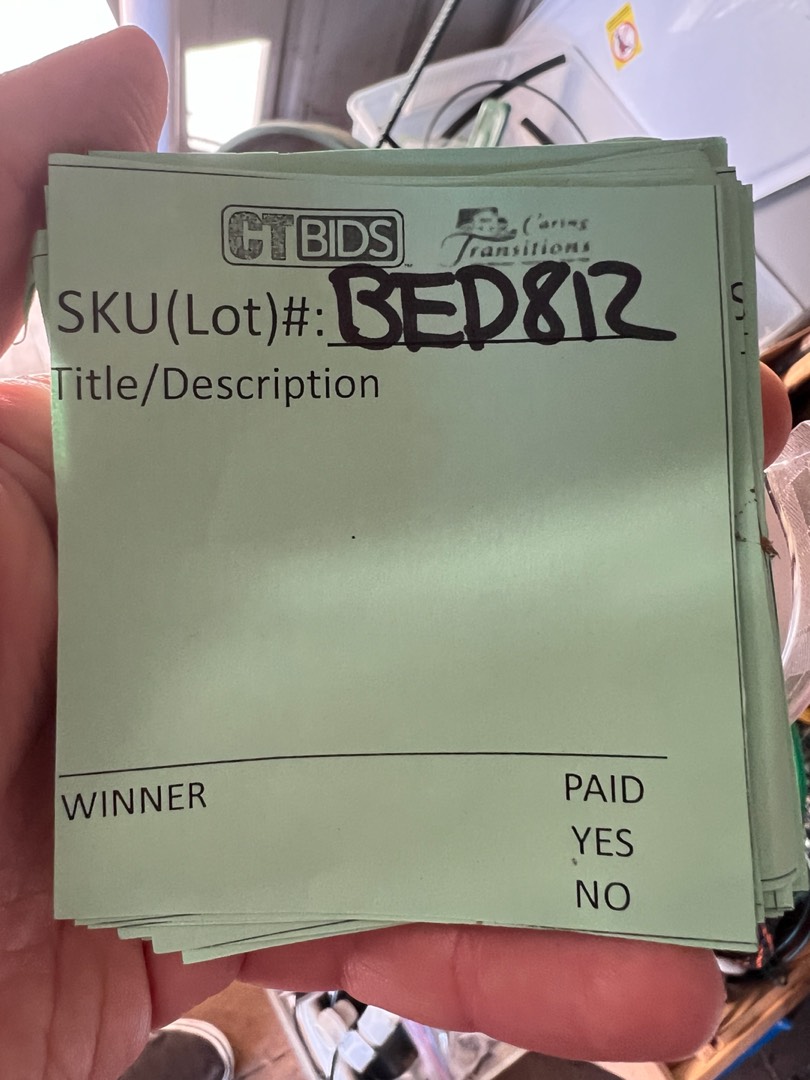 CTBIDS Caring Transitions
SKU(Lot)#: BED812
Title/Description
WINNER PAID
YES
NO